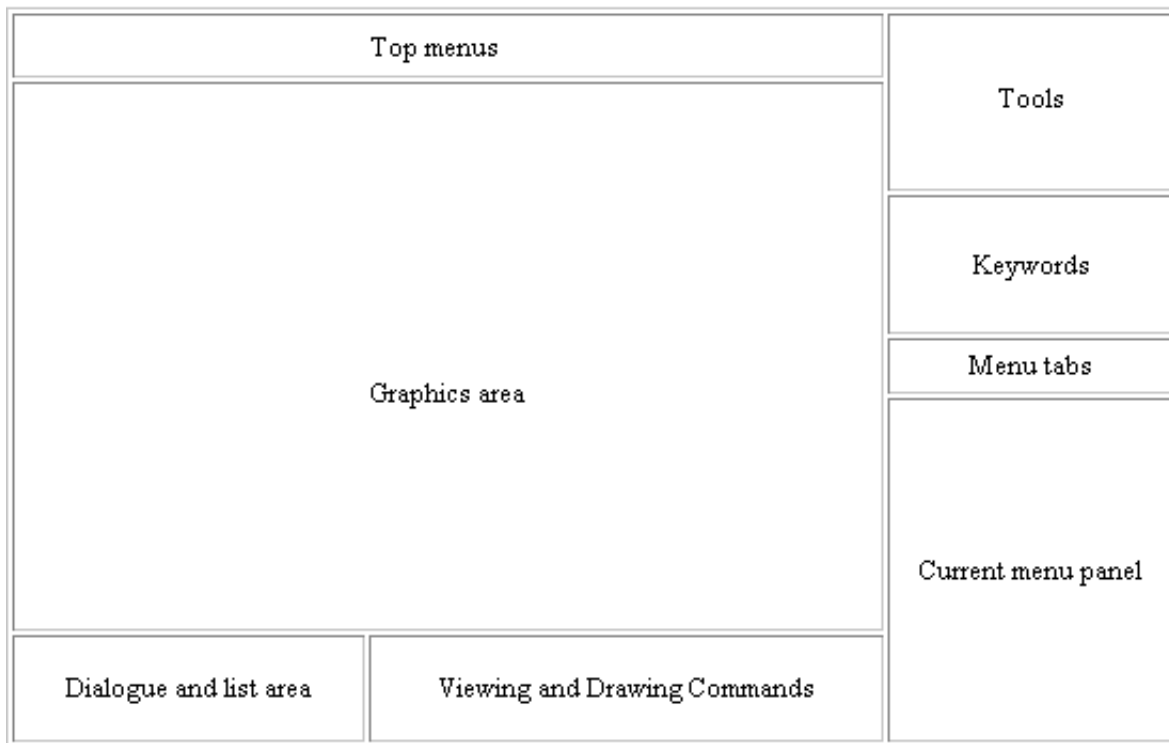 Top menus
Tools
Keywords
Menu tabs
Graphics area
Current menu panel
Dialogue and list area
Viewing and Drawing Commands